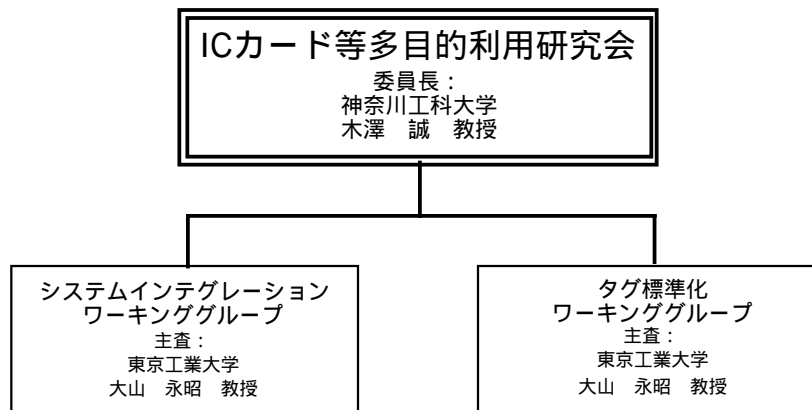 ICカード等多目的利用研究会
委員長：
神奈川工科大学
木澤　誠　教授
システムインテグレーション
ワーキンググループ
主査：
東京工業大学
大山　永昭　教授
タグ標準化
ワーキンググループ
主査：
東京工業大学
大山　永昭　教授